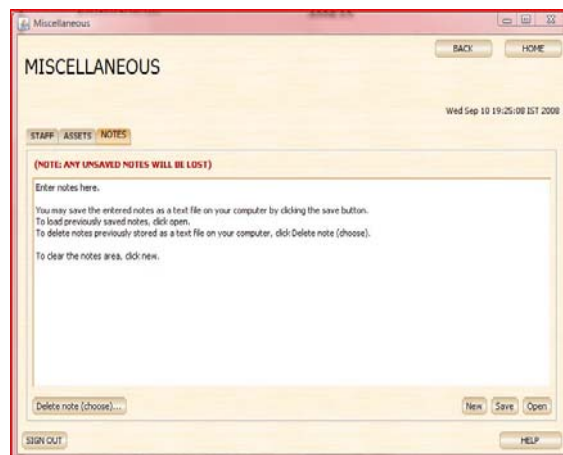 Miscellaneous
BACK HOME
MISCELLANEOUS
Wed Sep 10 19:25:08 IST 2008
STAFF ASSETS NOTES
(NOTE: ANY UNSAVED NOTES WILL BE LOST)
Enter notes here.
You may save the entered notes as a text file on your computer by clicking the save button.
To load previously saved notes, click open.
To delete notes previously stored as a text file on your computer, click Delete note (choose).
To clear the notes area, click new.
Delete note (choose)... New Save Open
SIGN OUT HELP